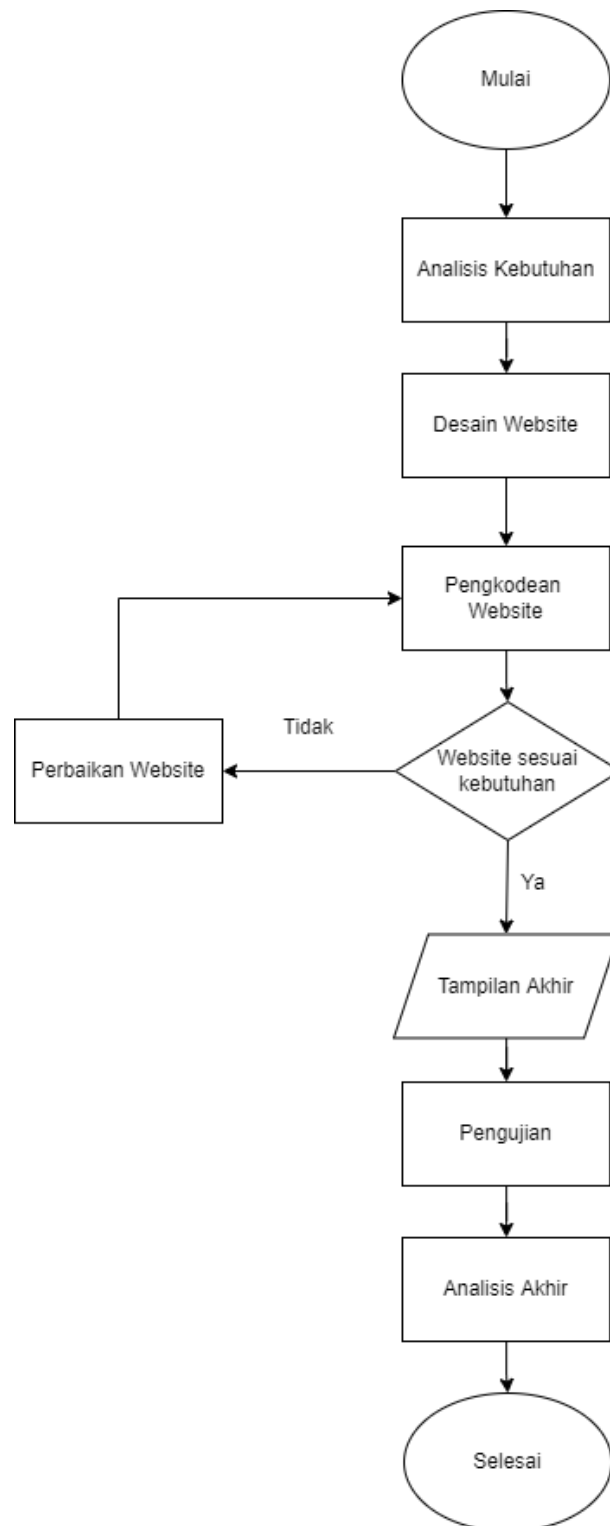 Mulai
Analisis Kebutuhan
Desain Website
Pengkodean
Website
Tidak
Perbaikan Website
Website sesuai
kebutuhan
Ya
Tampilan Akhir
Pengujian
Analisis Akhir
Selesai